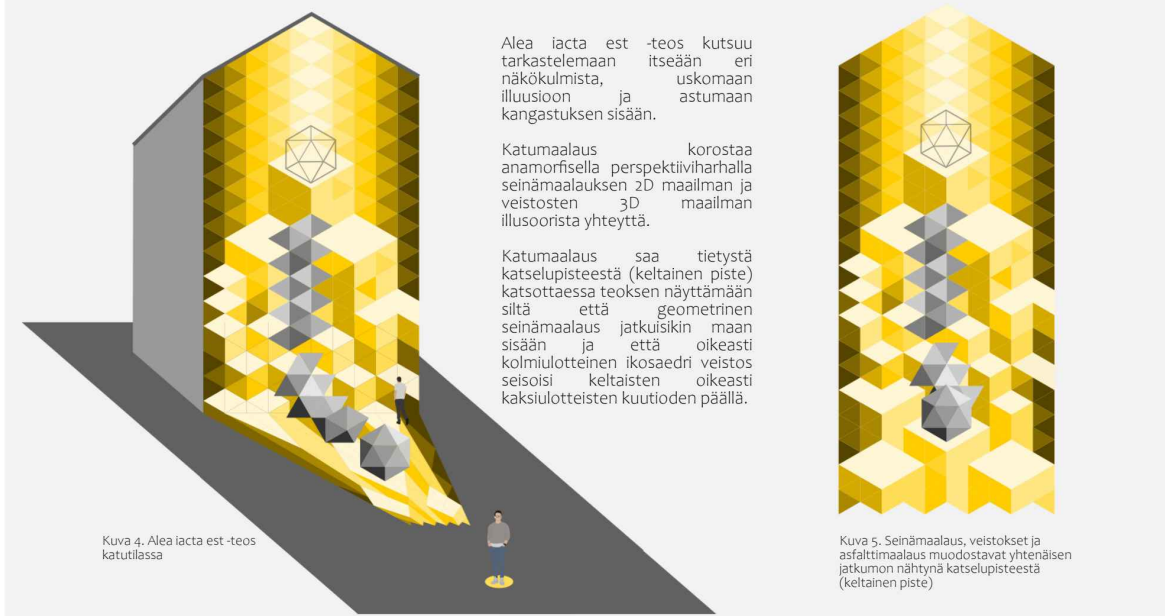 Alea iacta est -teos kutsuu
tarkastelemaan itseään eri
näkökulmista, uskomaan
illuusioon ja astumaan
kangastuksen sisään.
Katumaalaus korostaa
anamorfisella perspektiiviharhalla
seinämaalauksen 2D maailman ja
veistosten 3D maailman
illusoorista yhteyttä.
Katumaalaus saa tietystä
katselupisteestä (keltainen piste)
katsottaessa teoksen näyttämään
siltä että geometrinen
seinämaalaus jatkuisikin maan
sisään ja että oikeasti
kolmiulotteinen ikosaedri veistos
seisoisi keltaisten oikeasti
kaksiulotteisten kuutioden päällä.
Kuva 4. Alea iacta est -teos
katutilassa
Kuva 5. Seinämaalaus, veistokset ja
asfalttimaalaus muodostavat yhtenäisen
jatkumon nähtynä katselupisteestä
(keltainen piste)